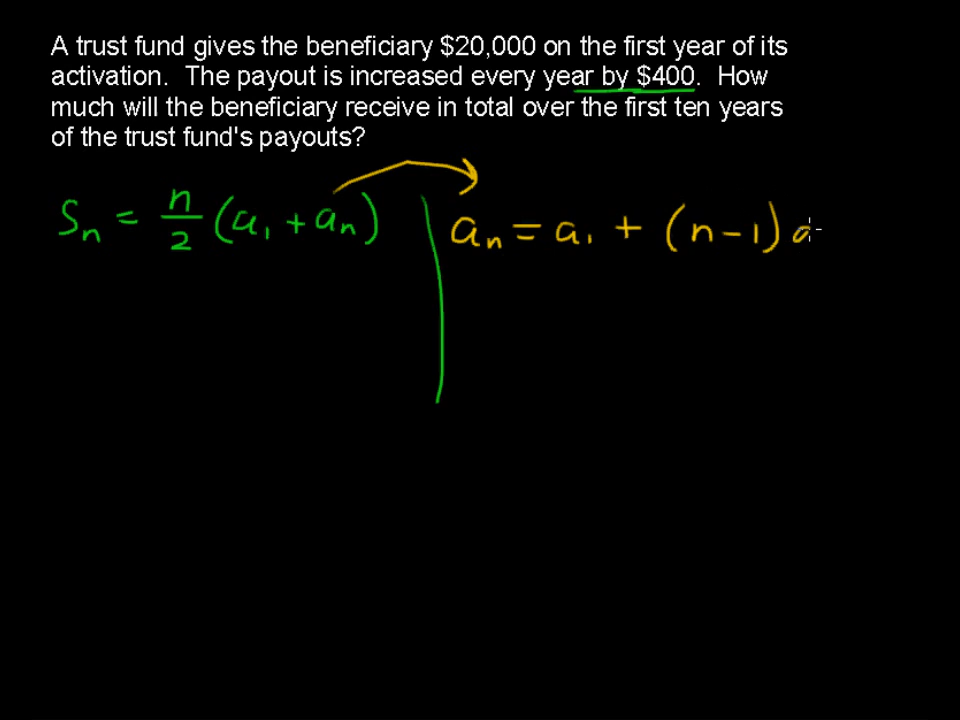 A trust fund gives the beneficiary $20,000 on the first year of its
activation. The payout is increased every year by $400. How
much will the beneficiary receive in total over the first ten years
of the trust fund's payouts?
Sₙ = n/2 (a₁ + aₙ)
aₙ = a₁ + (n-1)